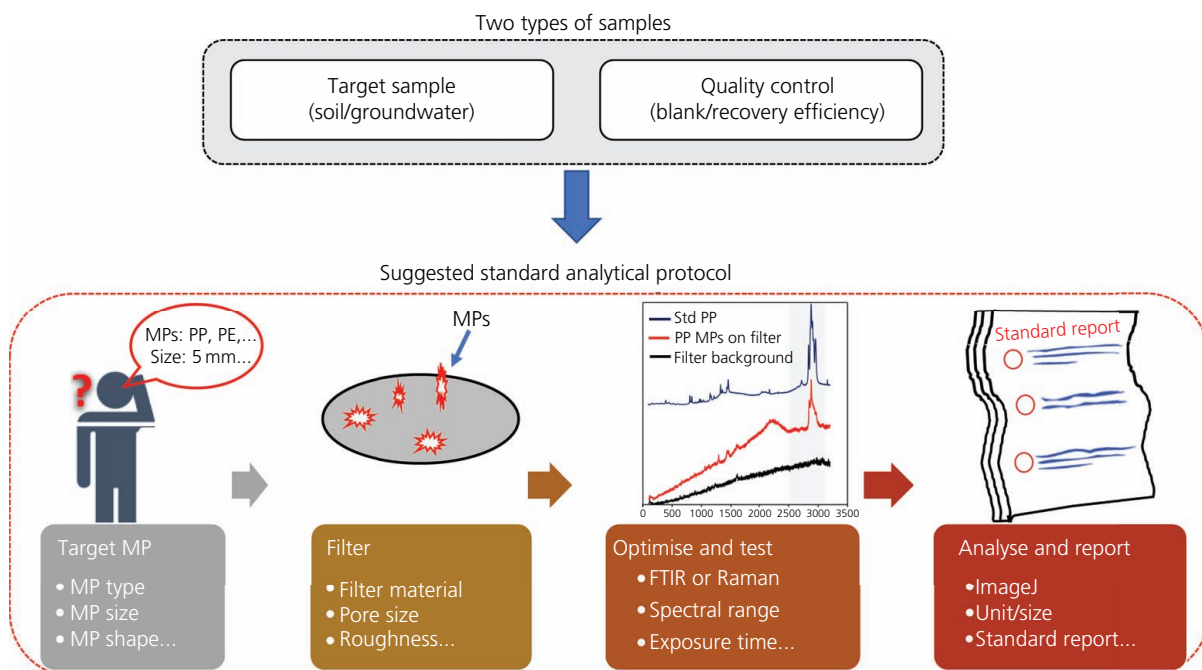 Two types of samples
Target sample
(soil/groundwater)
Quality control
(blank/recovery efficiency)
Suggested standard analytical protocol
MPs: PP, PE,...
Size: 5 mm...
?
MPs
Std PP
PP MPs on filter
Filter background
0 500 1000 1500 2000 2500 3000 3500
Standard report
Target MP
• MP type
• MP size
• MP shape...
Filter
• Filter material
• Pore size
• Roughness...
Optimise and test
• FTIR or Raman
• Spectral range
• Exposure time...
Analyse and report
• ImageJ
• Unit/size
• Standard report...